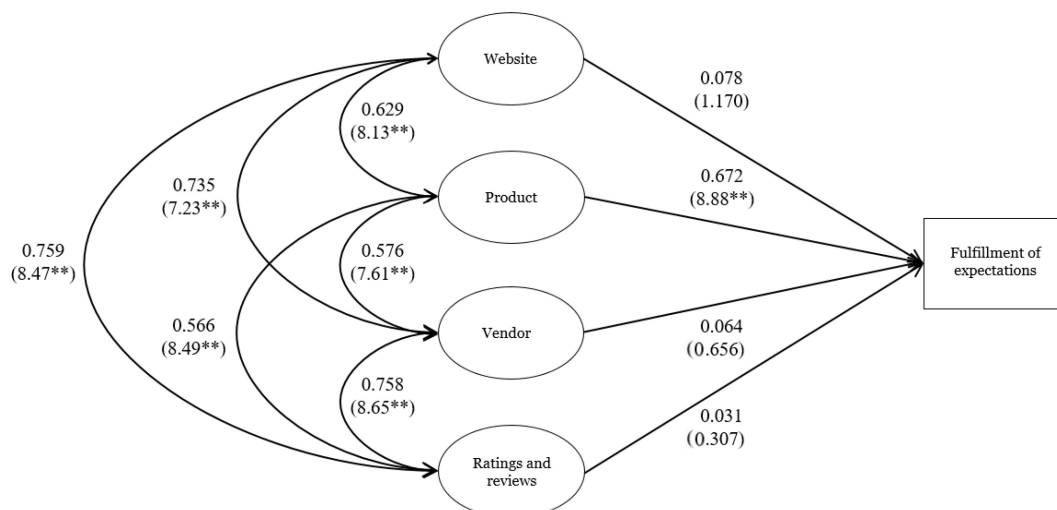 Website
0.078
(1.170)
0.629
(8.13**)
0.735
(7.23**)
Product
0.672
(8.88**)
0.759
(8.47**)
0.576
(7.61**)
Fulfillment of
expectations
0.566
(8.49**)
Vendor
0.064
(0.656)
0.758
(8.65**)
0.031
(0.307)
Ratings and
reviews